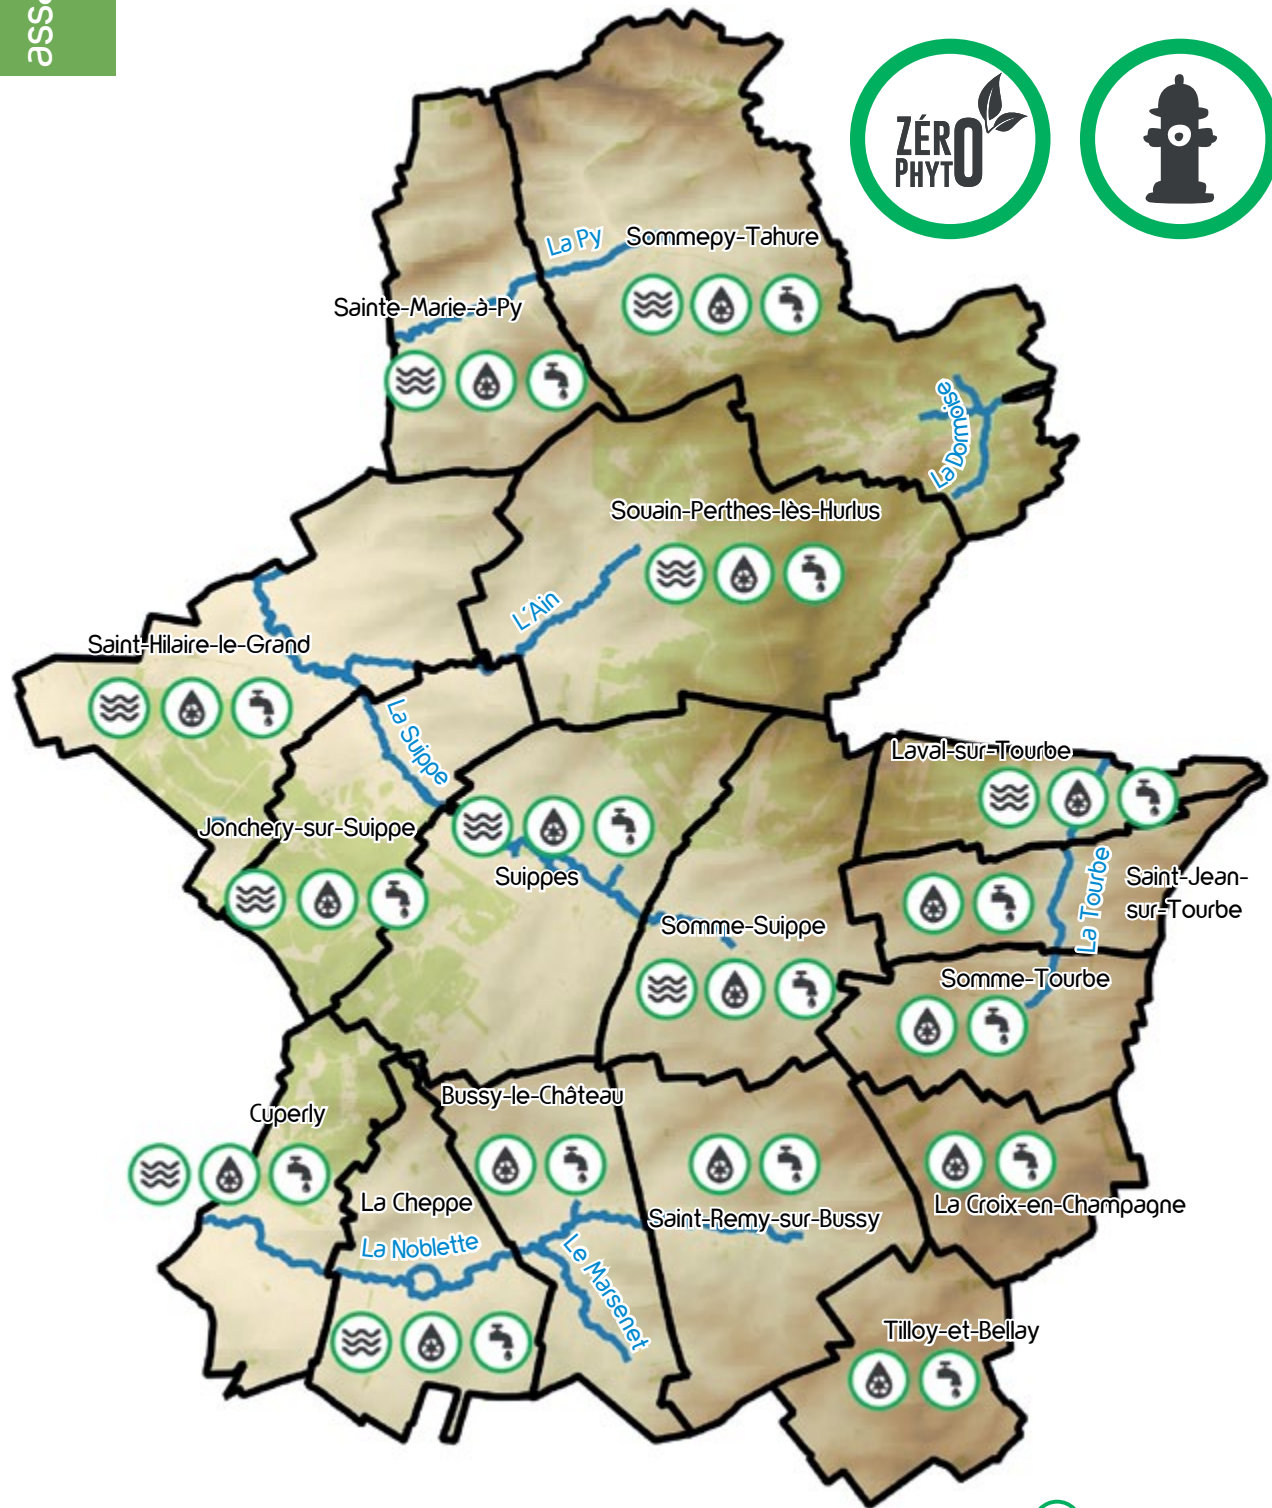 asso
ZÉRO
PHYTO
La Py
Sommepy-Tahure
Sainte-Marie-à-Py
La Dormoise
Souain-Perthes-lès-Hurlus
L'Ain
Saint-Hilaire-le-Grand
La Suippe
Laval-sur-Tourbe
Jonchery-sur-Suippe
Suippes
La Tourbe
Saint-Jean-
sur-Tourbe
Somme-Suippe
Somme-Tourbe
Bussy-le-Château
Cuperly
La Cheppe
Saint-Remy-sur-Bussy
La Croix-en-Champagne
La Noblette
Le Marsenet
Tilloy-et-Bellay